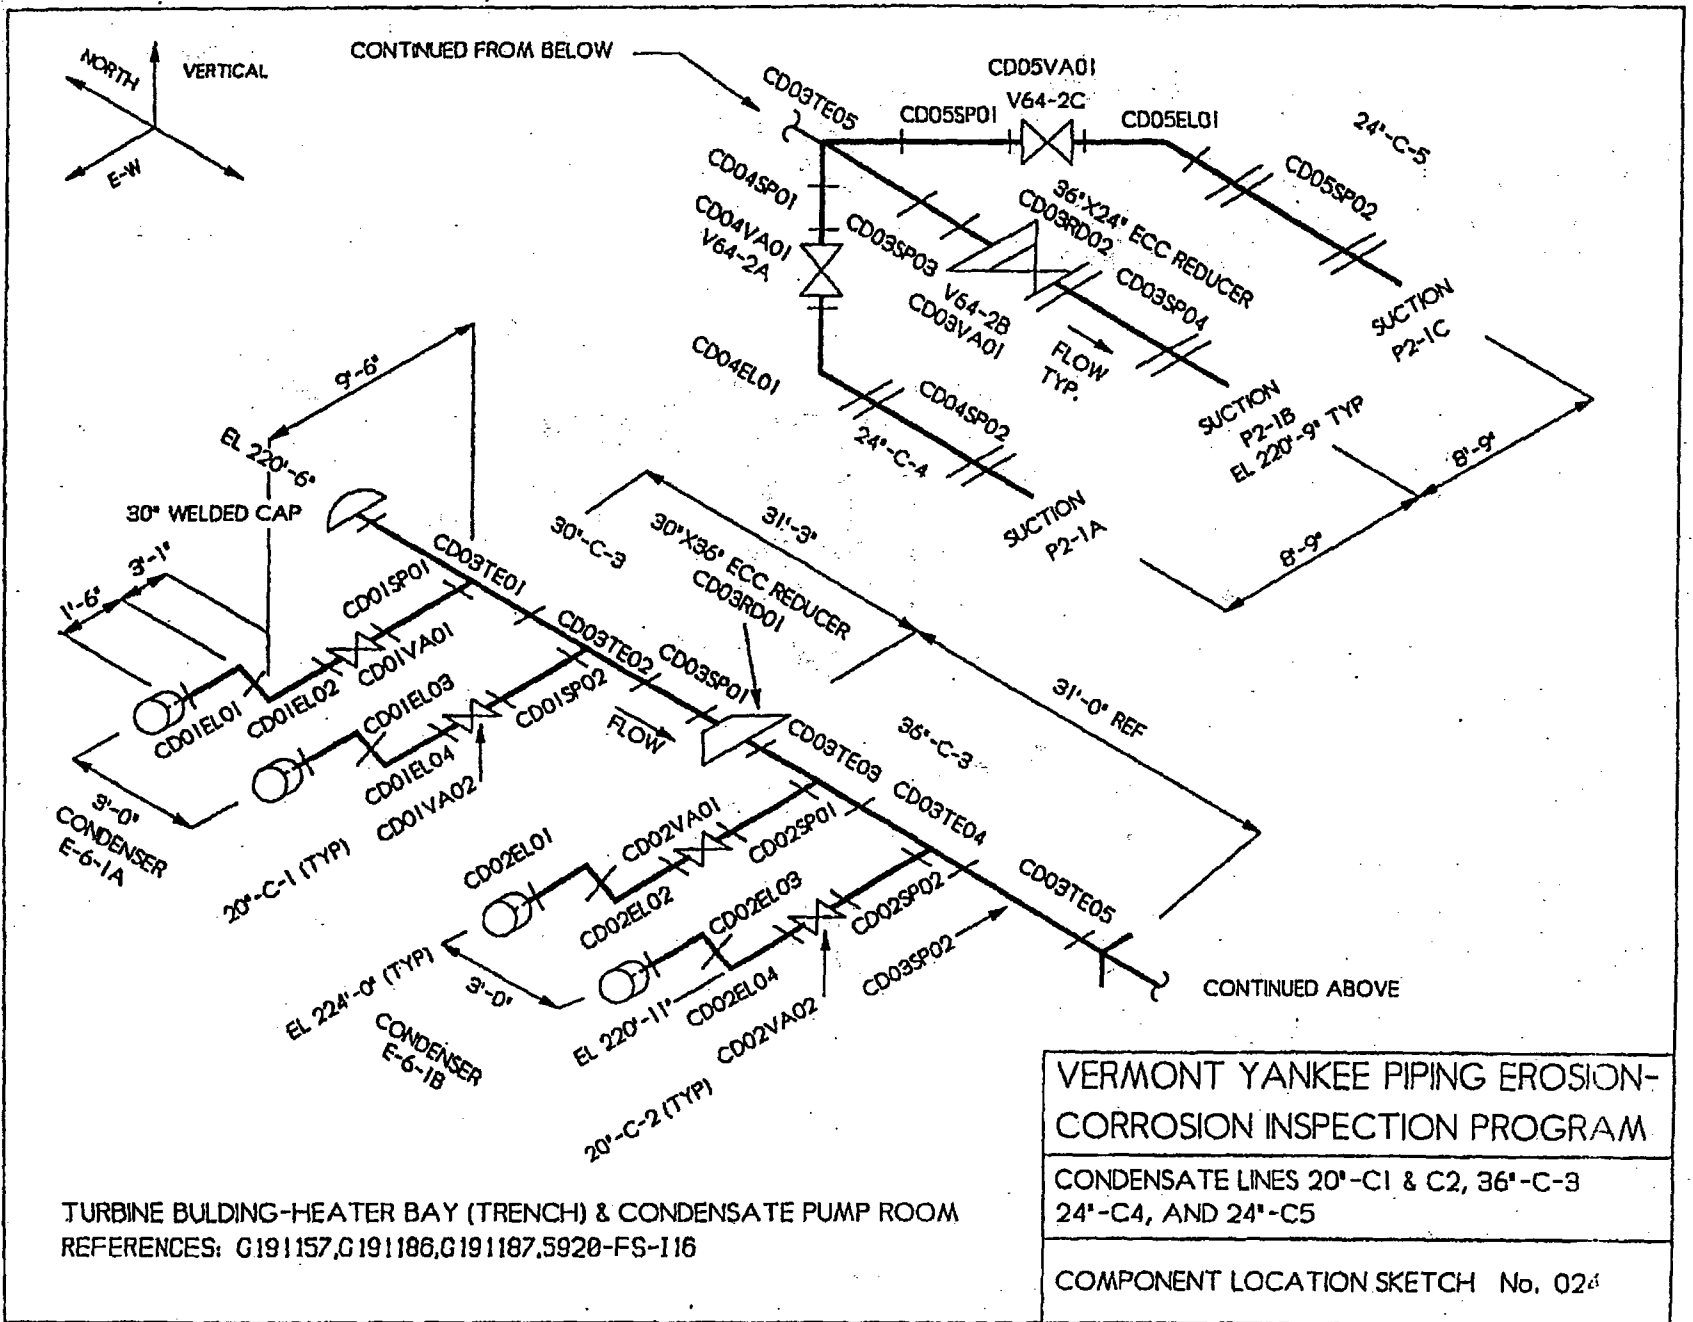 NORTH
VERTICAL
E-W
CONTINUED FROM BELOW
CD03TE05
CD05SP01
CD05VA01
V64-2C
CD05EL01
24"-C-5
CD05SP02
CD04SP01
CD04VA01
V64-2A
CD03SP03
36"X24" ECC REDUCER
CD03RD02
V64-2B
CD03VA01
CD03SP04
SUCTION
P2-1C
FLOW
TYP.
CD04EL01
CD04SP02
24"-C-4
SUCTION
P2-1B
EL 220'-9" TYP
SUCTION
P2-1A
8'-9"
8'-9"
9'-6"
EL 220'-6"
30" WELDED CAP
3'-1"
1'-6"
CD03TE01
CD01SP01
CD01VA01
CD01EL02
CD01EL01
30"-C-3
31'-3"
30"X36" ECC REDUCER
CD03RD01
CD03TE02
CD03SP01
CD01SP02
CD01EL03
CD01EL04
CD01VA02
FLOW
3'-0"
CONDENSER
E-6-1A
20"-C-1 (TYP)
31'-0" REF
36"-C-3
CD03TE03
CD03TE04
CD03TE05
CD02EL01
CD02VA01
CD02SP01
CD02EL02
CD02EL03
CD02SP02
CD03SP02
CONTINUED ABOVE
EL 224'-0" (TYP)
3'-0"
CONDENSER
E-6-1B
EL 220'-11"
CD02EL04
CD02VA02
20"-C-2 (TYP)
VERMONT YANKEE PIPING EROSION-
CORROSION INSPECTION PROGRAM
CONDENSATE LINES 20"-C1 & C2, 36"-C-3
24"-C4, AND 24"-C5
COMPONENT LOCATION SKETCH No.
TURBINE BULDING-HEATER BAY (TRENCH) & CONDENSATE PUMP ROOM
REFERENCES: G191157,G191186,G191187,5920-FS-I16